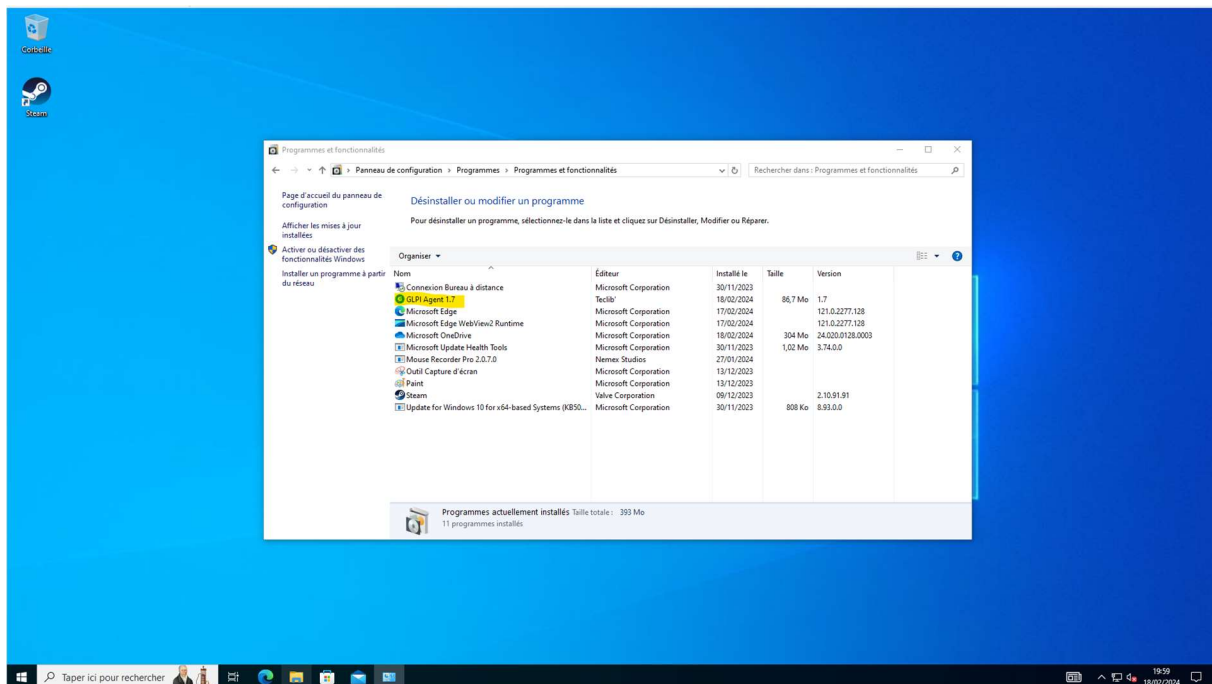 Corbeille
Steam
Programmes et fonctionnalités
Panneau de configuration > Programmes > Programmes et fonctionnalités
Rechercher dans : Programmes et fonctionnalités
Page d'accueil du panneau de
configuration
Afficher les mises à jour
installées
Activer ou désactiver des
fonctionnalités Windows
Installer un programme à partir
du réseau
Désinstaller ou modifier un programme
Pour désinstaller un programme, sélectionnez-le dans la liste et cliquez sur Désinstaller, Modifier ou Réparer.
Organiser
Nom Éditeur Installé le Taille Version
Connexion Bureau à distance Microsoft Corporation 30/11/2023
GLPI Agent 1.7 Teclib' 18/02/2024 86,7 Mo 1.7
Microsoft Edge Microsoft Corporation 17/02/2024 121.0.2277.128
Microsoft Edge WebView2 Runtime Microsoft Corporation 17/02/2024 121.0.2277.128
Microsoft OneDrive Microsoft Corporation 18/02/2024 304 Mo 24.020.0128.0003
Microsoft Update Health Tools Microsoft Corporation 30/11/2023 1,02 Mo 3.74.0.0
Mouse Recorder Pro 2.0.7.0 Nemex Studios 27/01/2024
Outil Capture d'écran Microsoft Corporation 13/12/2023
Paint Microsoft Corporation 13/12/2023
Steam Valve Corporation 09/12/2023 2.10.91.91
Update for Windows 10 for x64-based Systems (KB50... Microsoft Corporation 30/11/2023 808 Ko 8.93.0.0
Programmes actuellement installés Taille totale : 393 Mo
11 programmes installés
Taper ici pour rechercher
19:59
18/02/2024